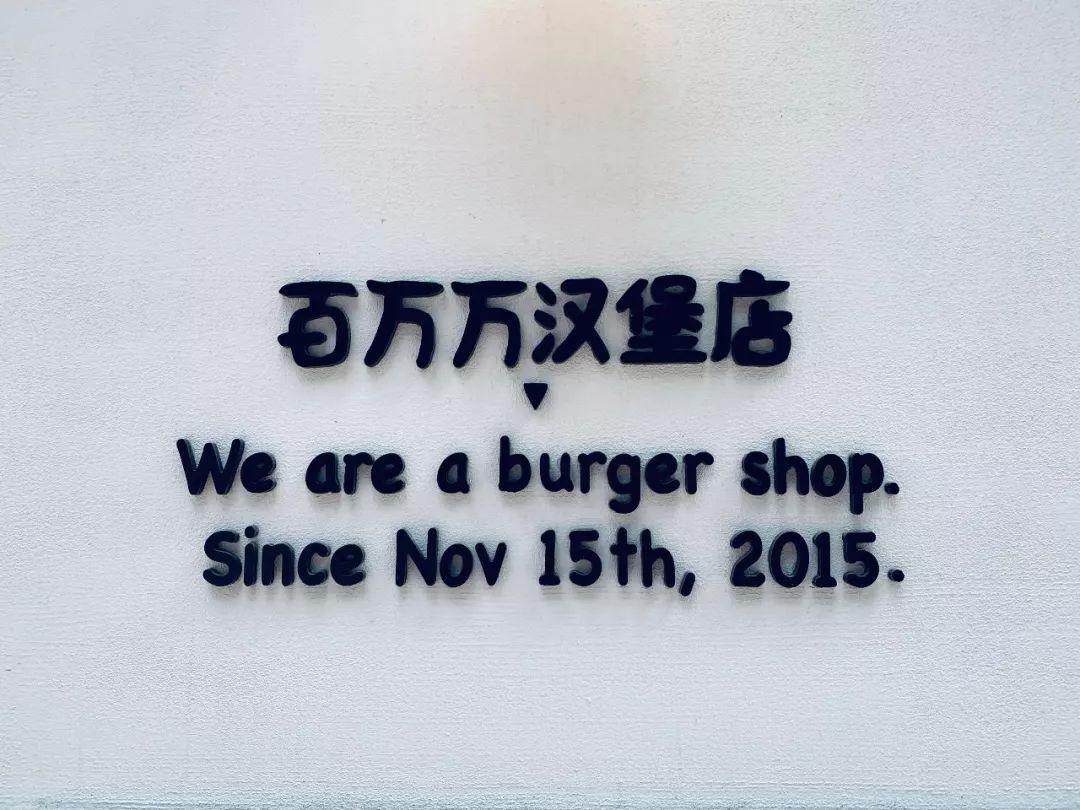 百万万汉堡店
We are a burger shop.
Since Nov 15th, 2015.